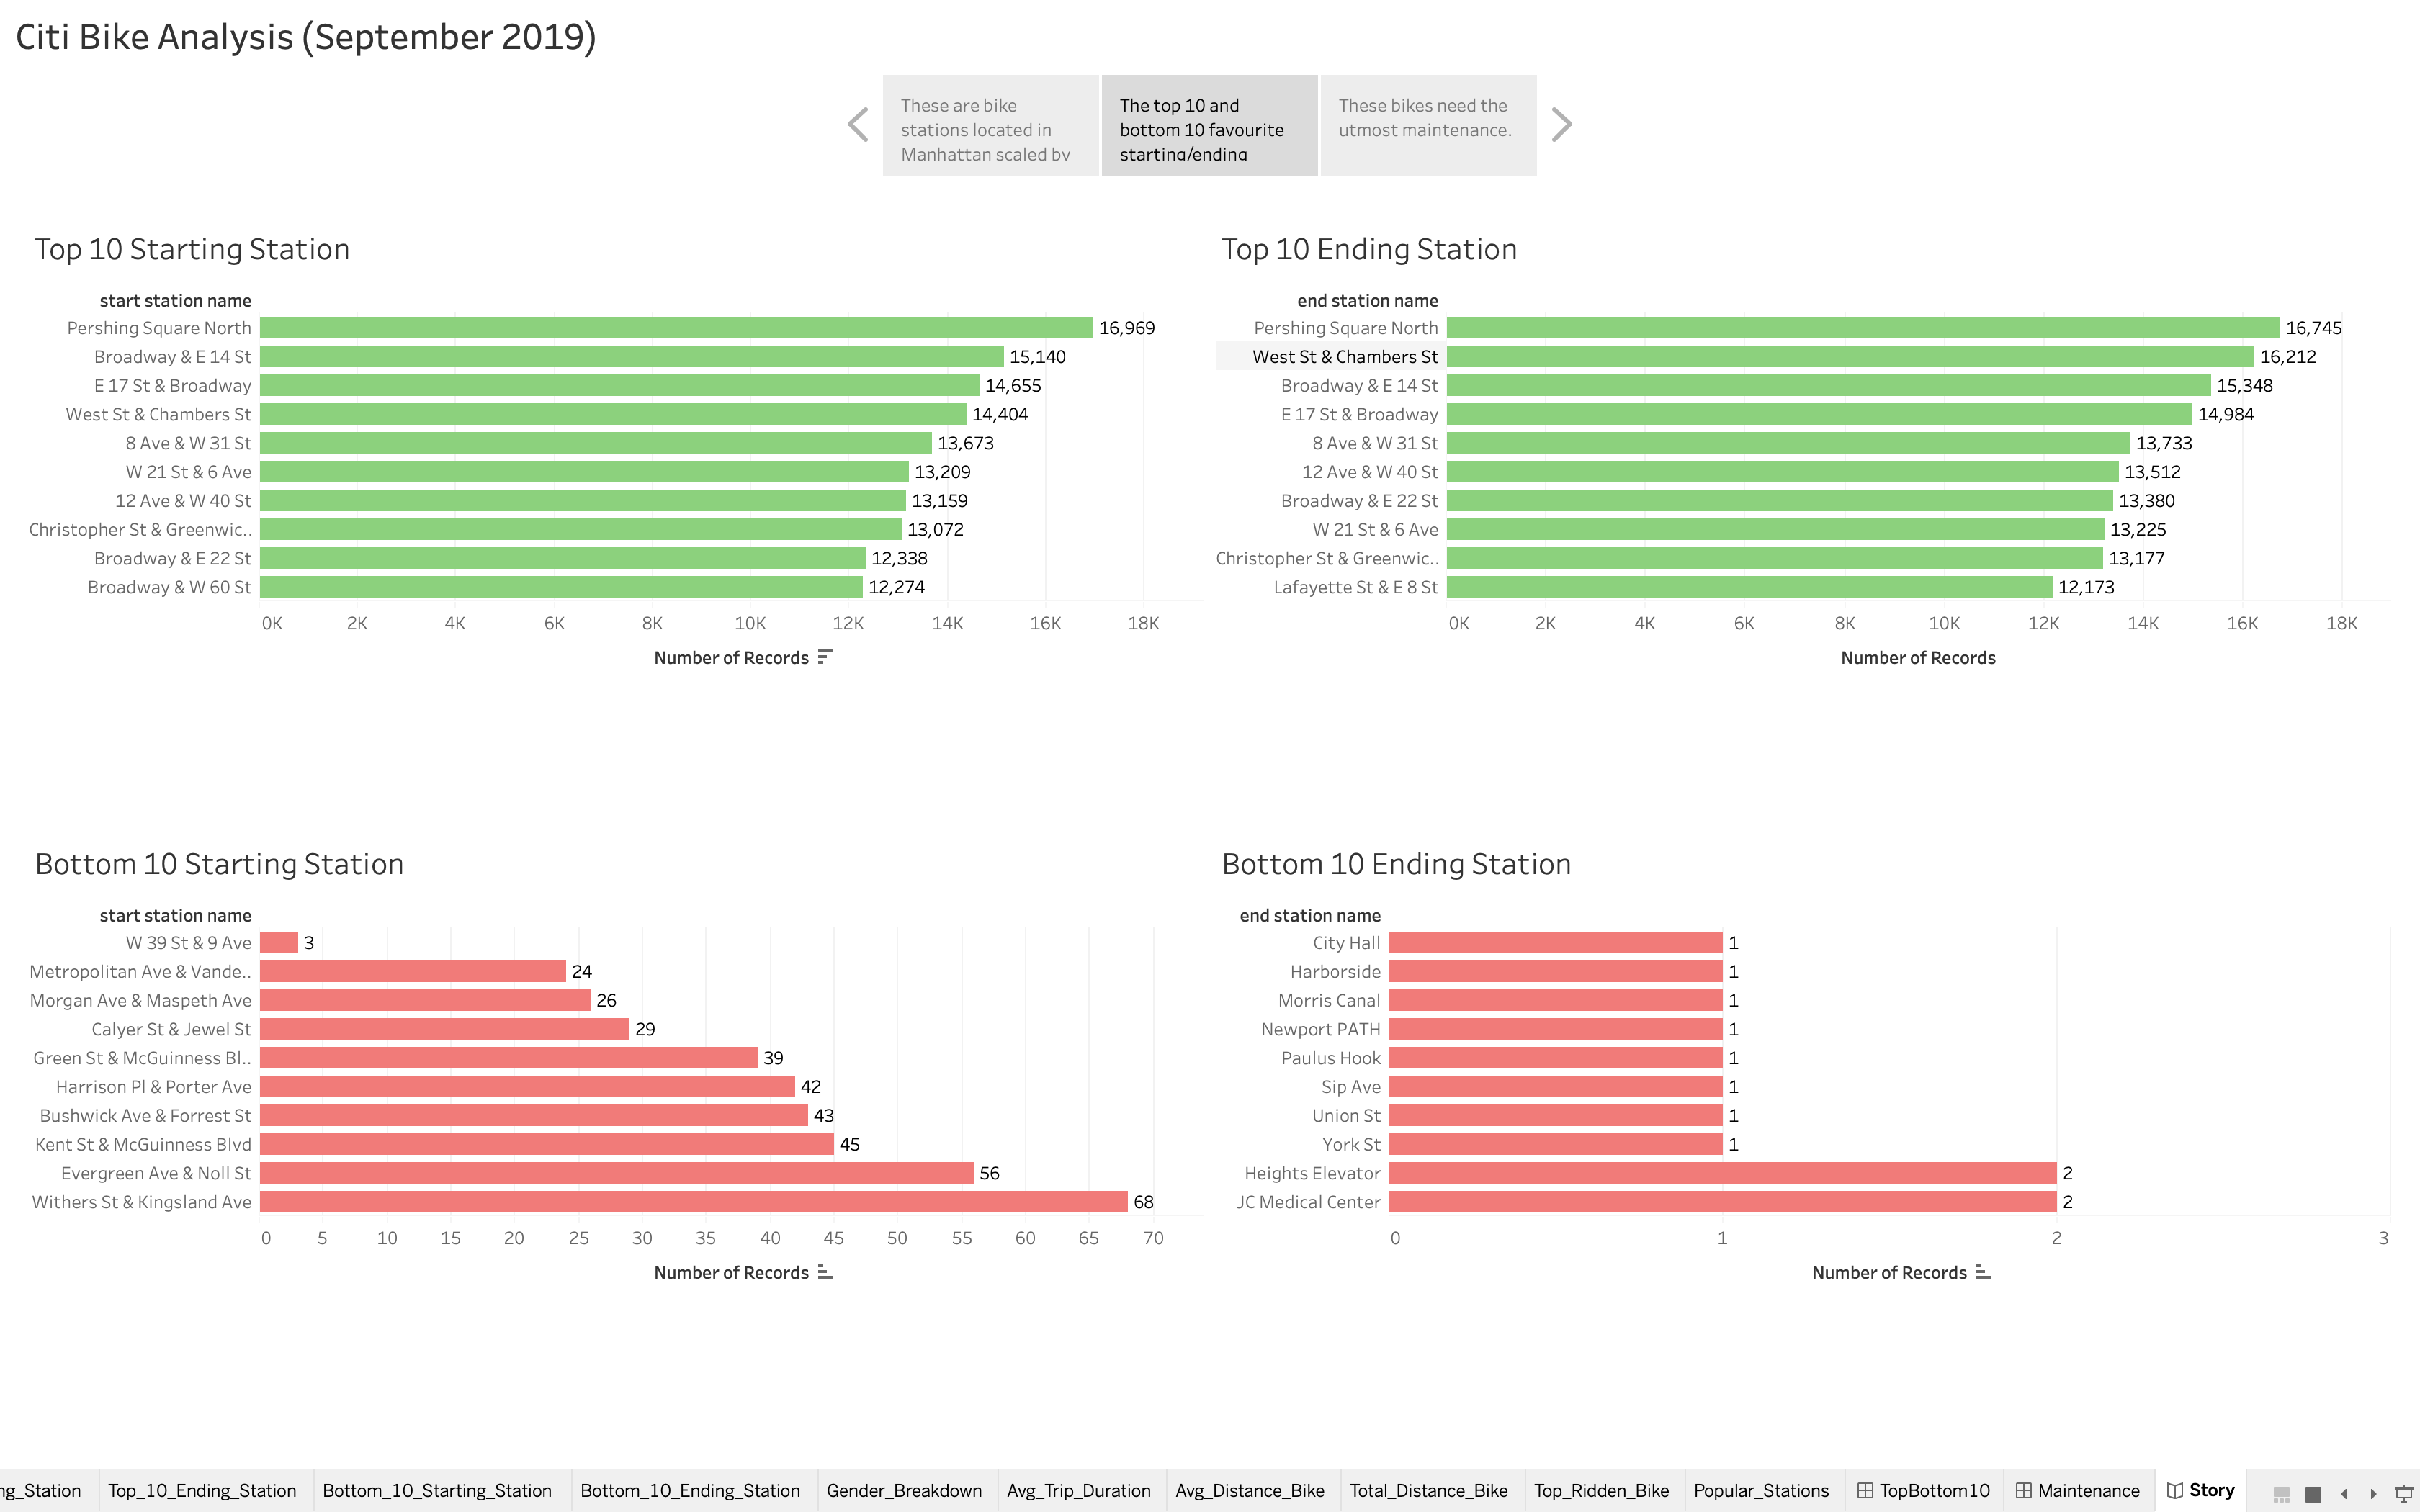 Citi Bike Analysis (September 2019)
These are bike
stations located in
Manhattan scaled by
The top 10 and
bottom 10 favourite
starting/ending
These bikes need the
utmost maintenance.
Top 10 Starting Station
start station name
Pershing Square North 16,969
Broadway & E 14 St 15,140
E 17 St & Broadway 14,655
West St & Chambers St 14,404
8 Ave & W 31 St 13,673
W 21 St & 6 Ave 13,209
12 Ave & W 40 St 13,159
Christopher St & Greenwic.. 13,072
Broadway & E 22 St 12,338
Broadway & W 60 St 12,274
0K 2K 4K 6K 8K 10K 12K 14K 16K 18K
Number of Records
Top 10 Ending Station
end station name
Pershing Square North 16,745
West St & Chambers St 16,212
Broadway & E 14 St 15,348
E 17 St & Broadway 14,984
8 Ave & W 31 St 13,733
12 Ave & W 40 St 13,512
Broadway & E 22 St 13,380
W 21 St & 6 Ave 13,225
Christopher St & Greenwic.. 13,177
Lafayette St & E 8 St 12,173
0K 2K 4K 6K 8K 10K 12K 14K 16K 18K
Number of Records
Bottom 10 Starting Station
start station name
W 39 St & 9 Ave 3
Metropolitan Ave & Vande.. 24
Morgan Ave & Maspeth Ave 26
Calyer St & Jewel St 29
Green St & McGuinness Bl.. 39
Harrison Pl & Porter Ave 42
Bushwick Ave & Forrest St 43
Kent St & McGuinness Blvd 45
Evergreen Ave & Noll St 56
Withers St & Kingsland Ave 68
0 5 10 15 20 25 30 35 40 45 50 55 60 65 70
Number of Records
Bottom 10 Ending Station
end station name
City Hall 1
Harborside 1
Morris Canal 1
Newport PATH 1
Paulus Hook 1
Sip Ave 1
Union St 1
York St 1
Heights Elevator 2
JC Medical Center 2
0 1 2 3
Number of Records
ng_Station Top_10_Ending_Station Bottom_10_Starting_Station Bottom_10_Ending_Station Gender_Breakdown Avg_Trip_Duration Avg_Distance_Bike Total_Distance_Bike Top_Ridden_Bike Popular_Stations TopBottom10 Maintenance Story